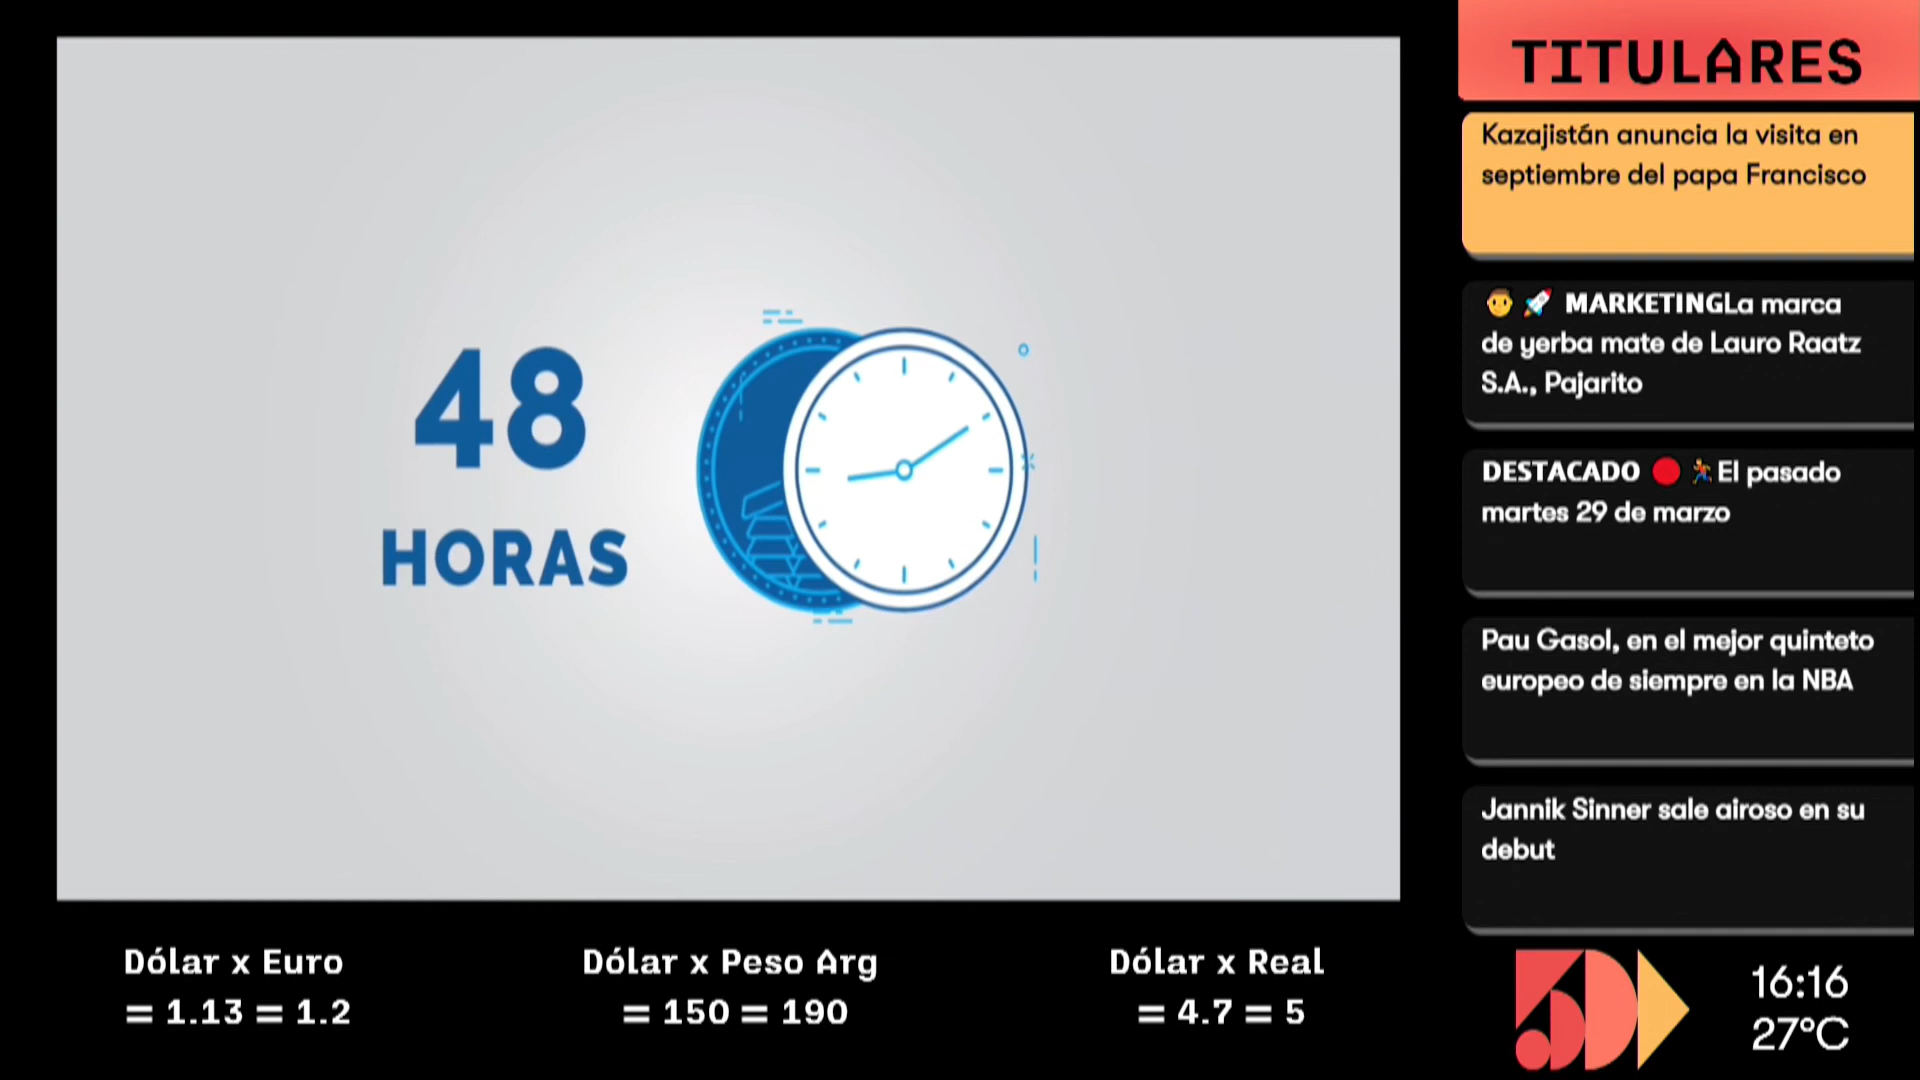 48
HORAS
TITULARES
Kazajistán anuncia la visita en
septiembre del papa Francisco
MARKETINGLa marca
de yerba mate de Lauro Raatz
S.A., Pajarito
DESTACADO El pasado
martes 29 de marzo
Pau Gasol, en el mejor quinteto
europeo de siempre en la NBA
Jannik Sinner sale airoso en su
debut
Dólar x Euro
= 1.13 = 1.2
Dólar x Peso Arg
= 150 = 190
Dólar x Real
= 4.7 = 5
5D
16:16
27°C